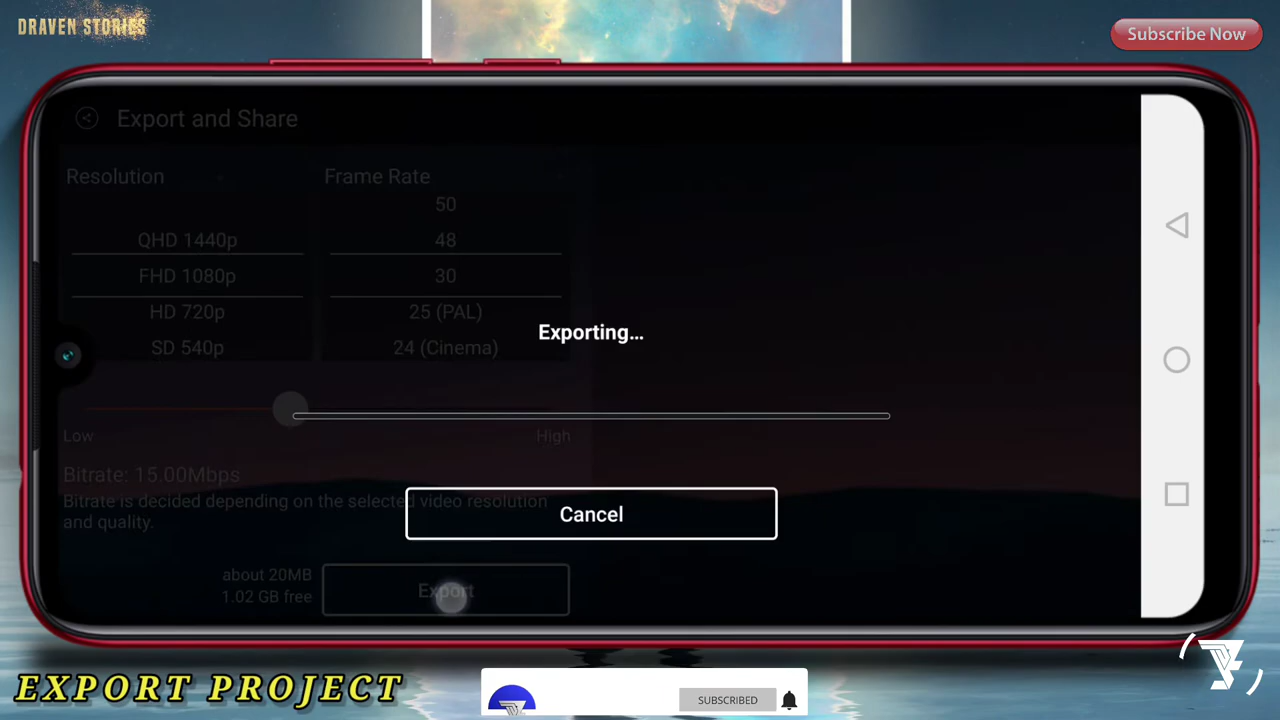 DRAVEN STORIES
Subscribe Now
Export and Share
Resolution
Frame Rate
50
QHD 1440p
48
FHD 1080p
30
HD 720p
25 (PAL)
SD 540p
24 (Cinema)
Exporting...
Low
High
Bitrate: 15.00Mbps
Bitrate is decided depending on the selected video resolution
and quality.
Cancel
about 20MB
1.02 GB free
Export
EXPORT PROJECT
SUBSCRIBED